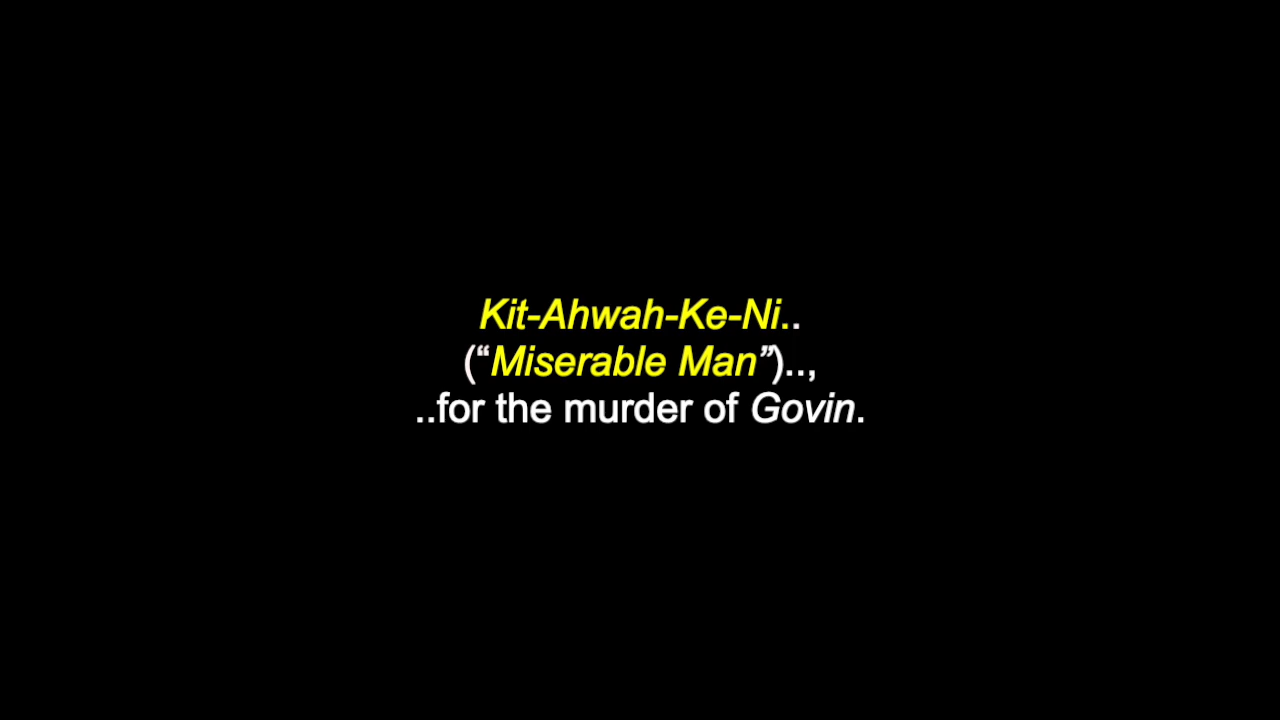 Kit-Ahwah-Ke-Ni..
(“Miserable Man”)..,
..for the murder of Govin.